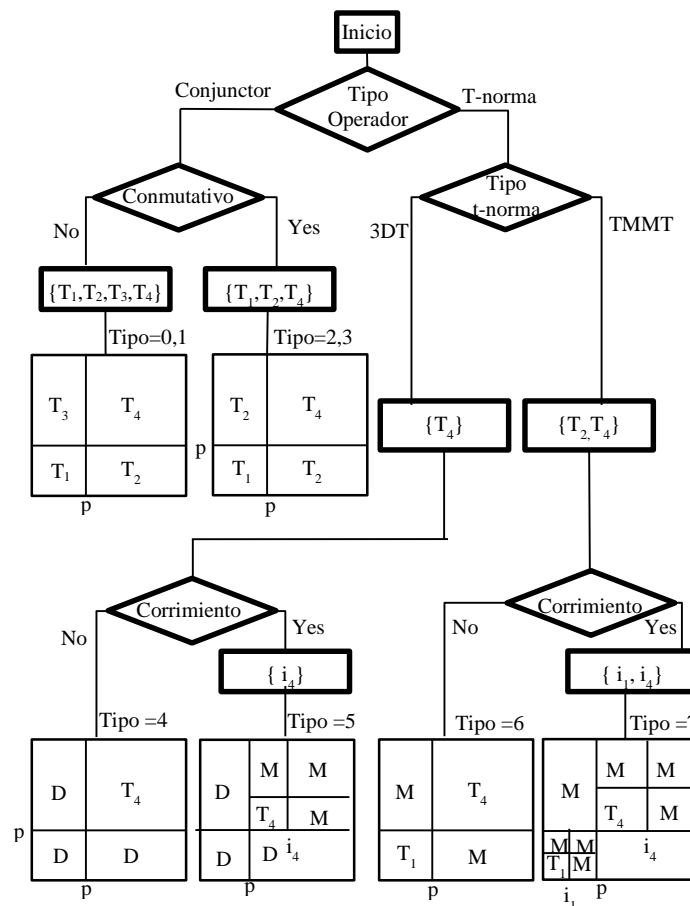 Inicio
Conjunctor
Tipo
Operador
T-norma
Conmutativo
Tipo
t-norma
No
Yes
3DT
TMMT
{T1,T2,T3,T4}
{T1,T2,T4}
Tipo=0,1
Tipo=2,3
T3 T4
T2 T4
{T4}
{T2,T4}
p
T1 T2
T1 T2
p
p
Corrimiento
Corrimiento
No
Yes
No
Yes
{ i4}
{ i1, i4}
Tipo =4
Tipo =5
Tipo =6
Tipo =7
D T4
D M M
T4 M
M T4
M M M
T4 M
p
D D
D D i4
T1 M
M M i4
T1 M
p
p
p
i1 p